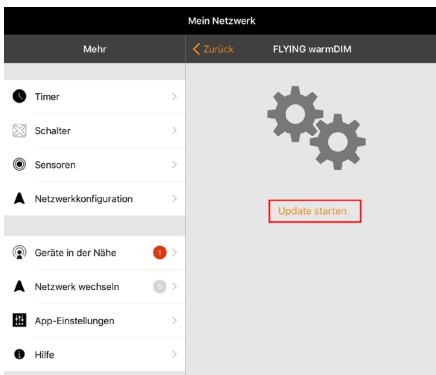 Mein Netzwerk
Mehr
Zurück FLYING warmDIM
Timer
Schalter
Sensoren
Netzwerkkonfiguration
Geräte in der Nähe 1
Netzwerk wechseln
App-Einstellungen
Hilfe
Update starten